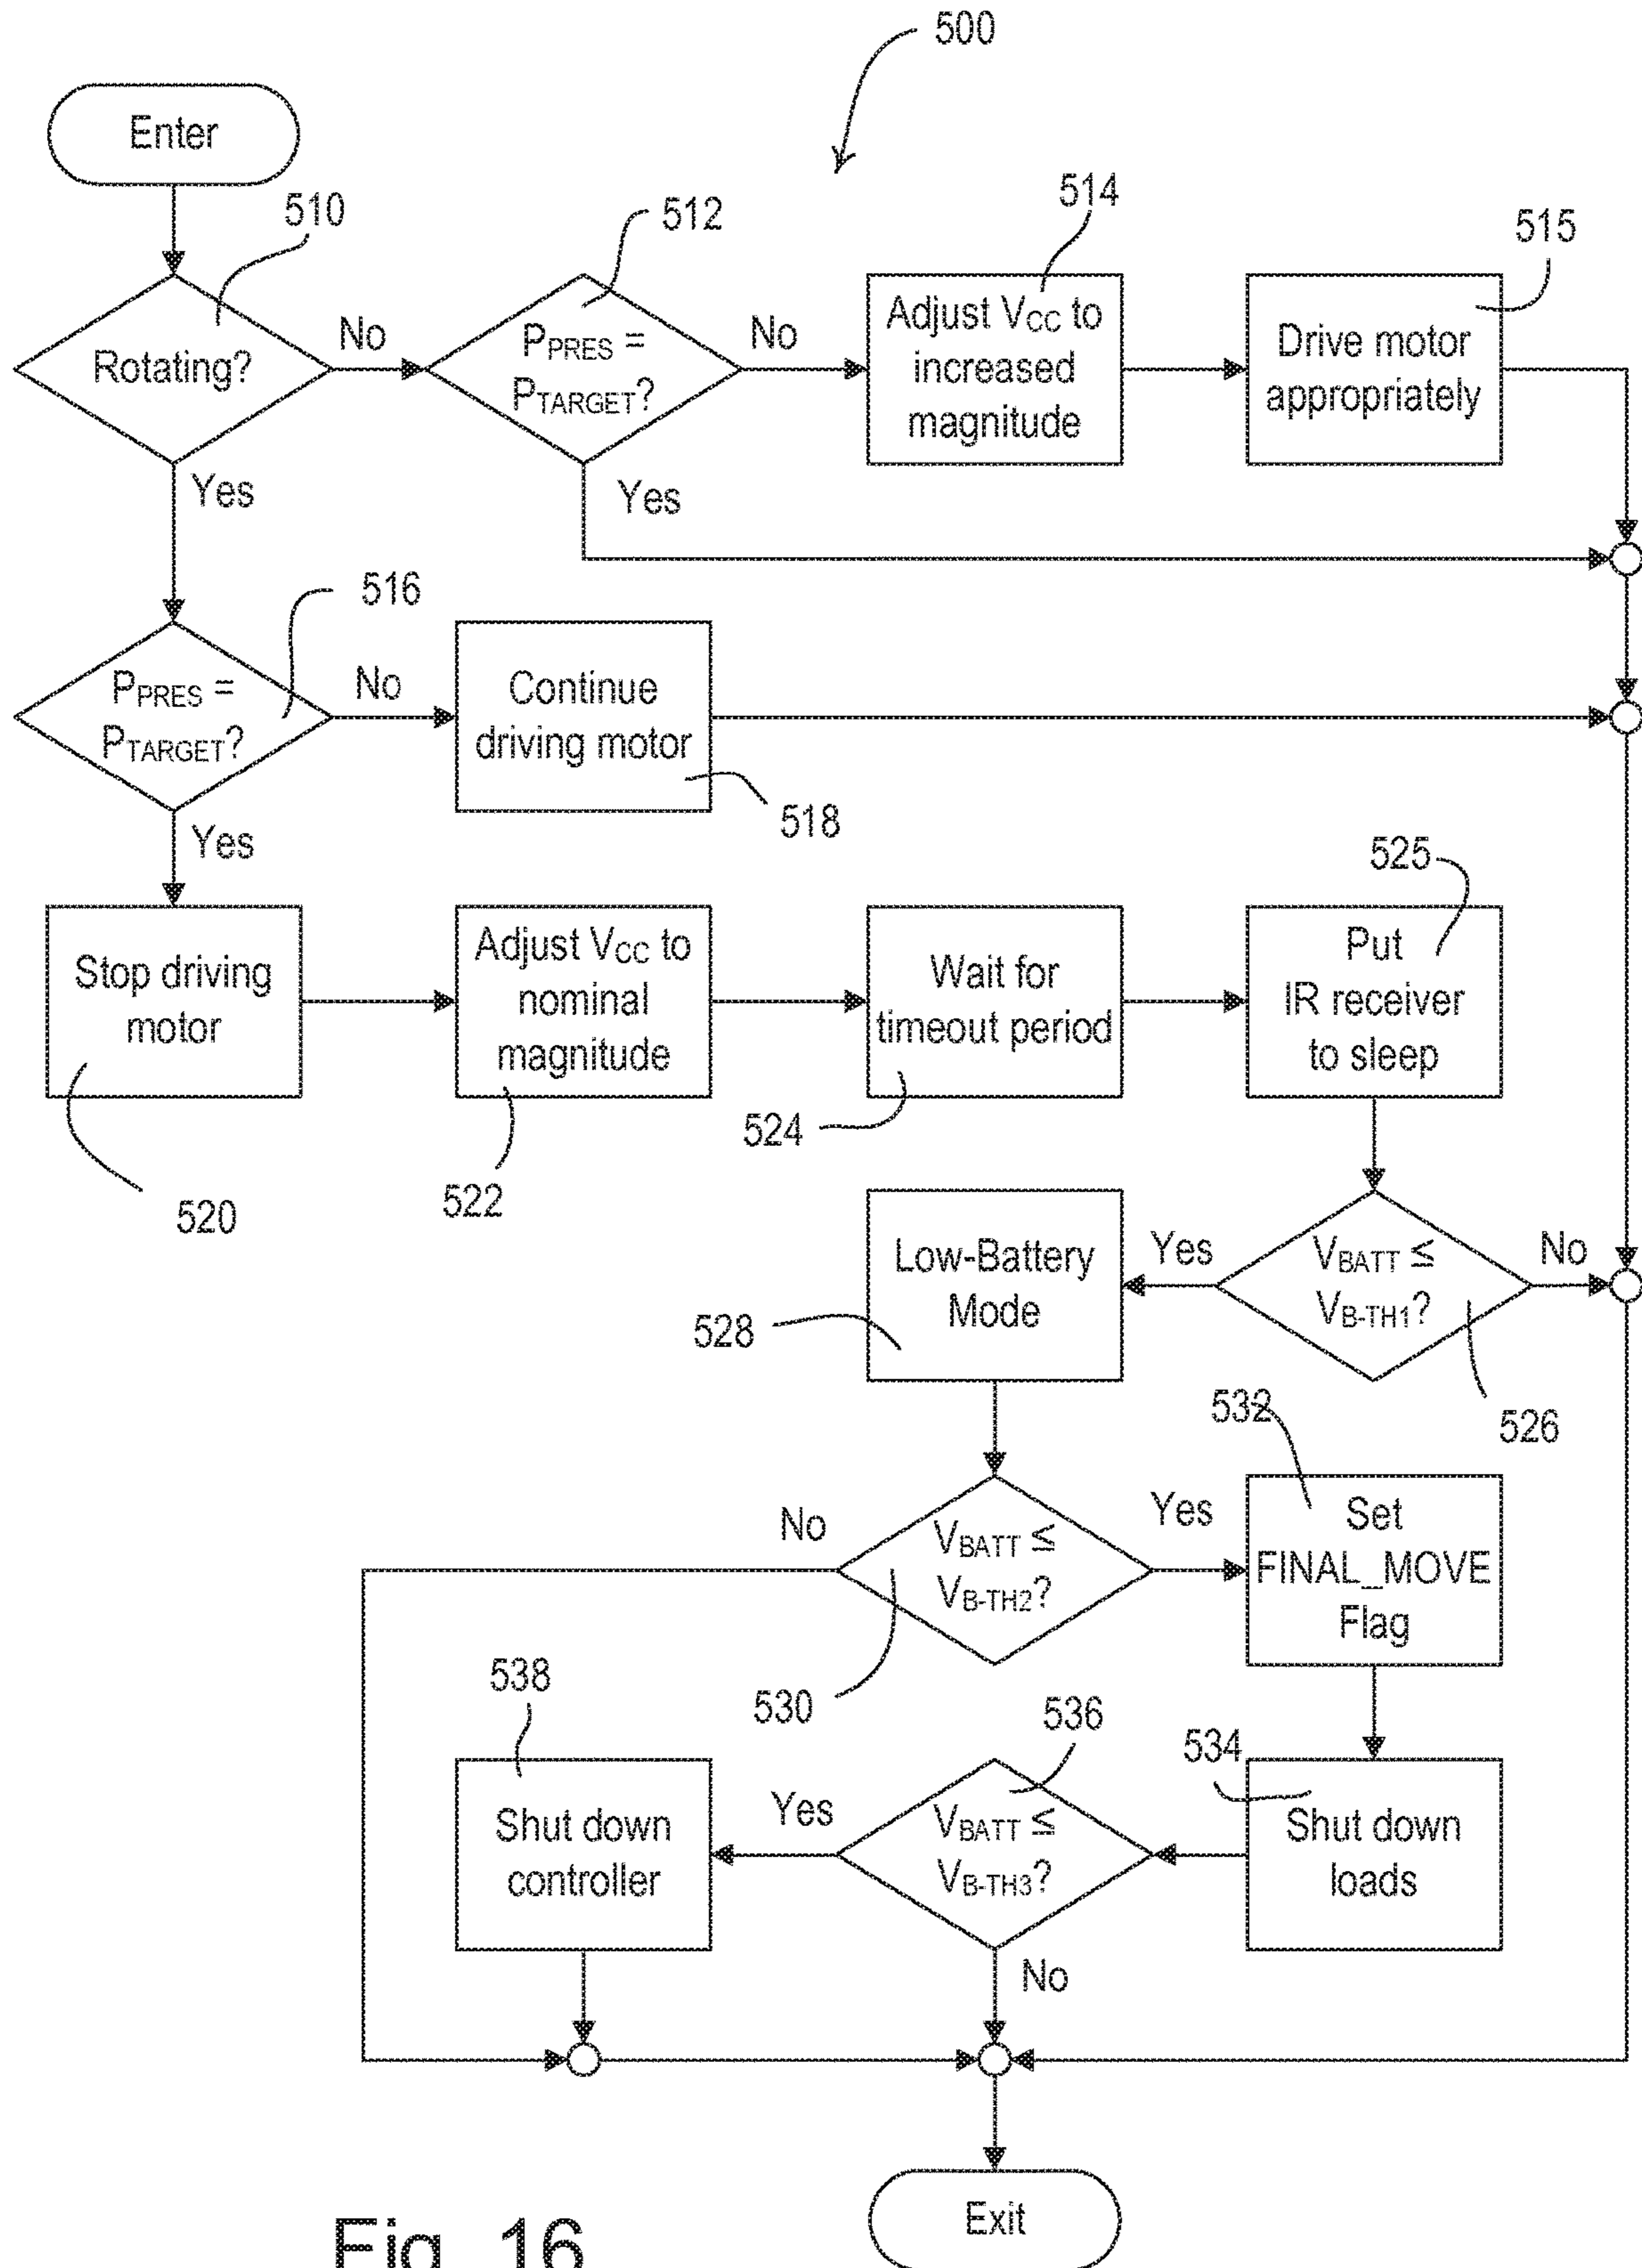 500
Enter
510
512
514
515
Rotating?
No
PPRES =
PTARGET?
No
Adjust VCC to
increased
magnitude
Drive motor
appropriately
Yes
Yes
516
PPRES =
PTARGET?
No
Continue
driving motor
518
Yes
525
Stop driving
motor
Adjust VCC to
nominal
magnitude
Wait for
timeout period
Put
IR receiver
to sleep
520
522
524
Low-Battery
Mode
Yes
VBATT ≤
VB-TH1?
No
528
526
532
No
VBATT ≤
VB-TH2?
Yes
Set
FINAL_MOVE
Flag
530
538
536
534
Shut down
controller
Yes
VBATT ≤
VB-TH3?
Shut down
loads
No
Exit
Fig. 16